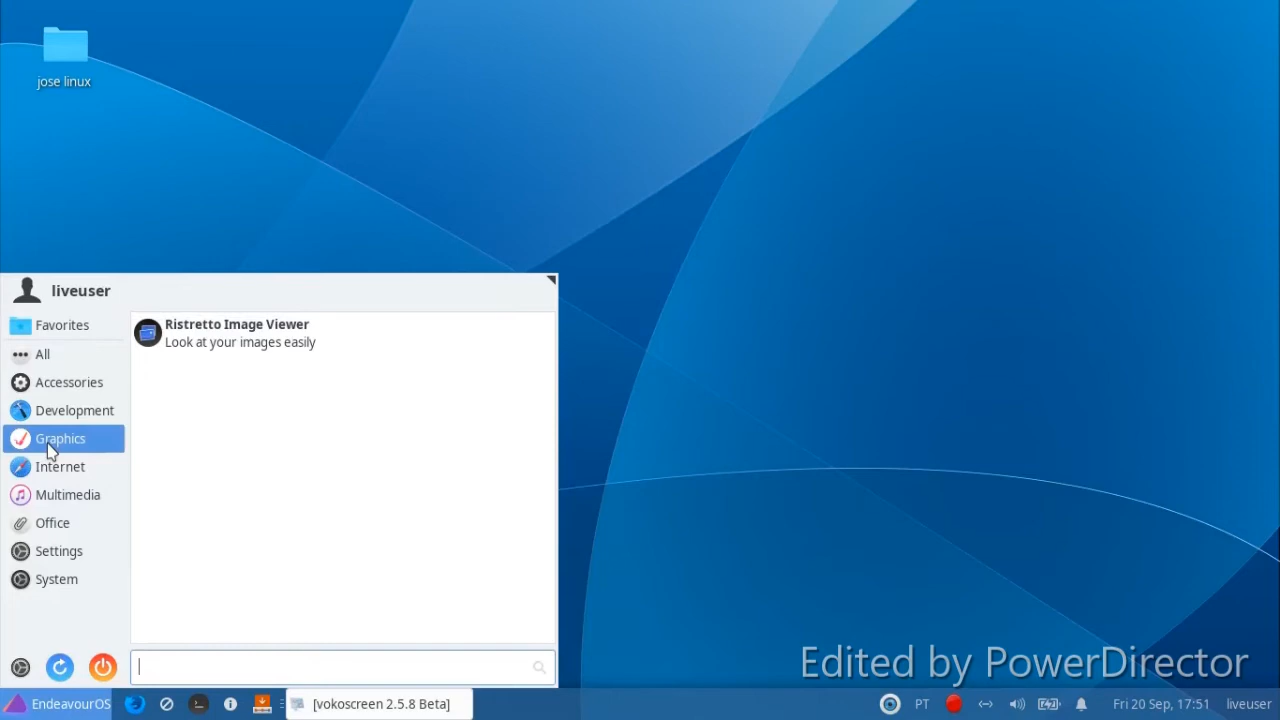 jose linux
liveuser
Favorites
All
Accessories
Development
Graphics
Internet
Multimedia
Office
Settings
System
Ristretto Image Viewer
Look at your images easily
Edited by PowerDirector
EndeavourOS
[vokoscreen 2.5.8 Beta]
PT
Fri 20 Sep, 17:51
liveuser